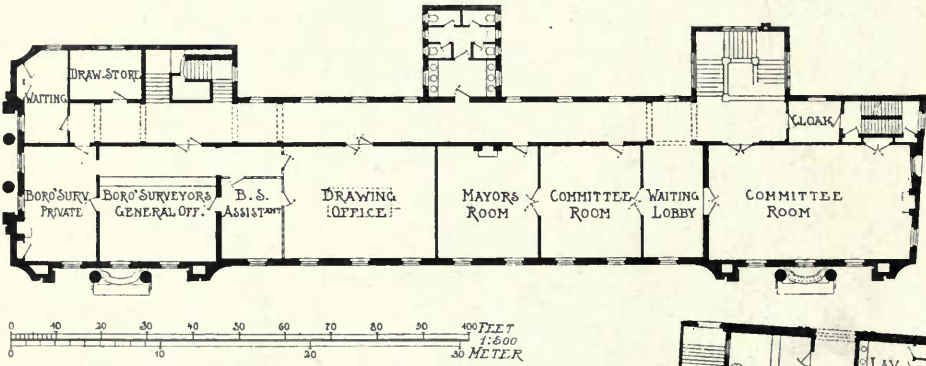 DRAW-STORE
WAITING
CLOAK
BORO' SURV.
PRIVATE
BORO' SURVEYORS
GENERAL OFF.
B. S.
ASSISTANT
DRAWING
OFFICE
MAYORS
ROOM
COMMITTEE
ROOM
WAITING
LOBBY
COMMITTEE
ROOM
0 40 20 30 40 50 60 70 80 90 400 FEET
1:500
0 10 20 30 METER
LAV.